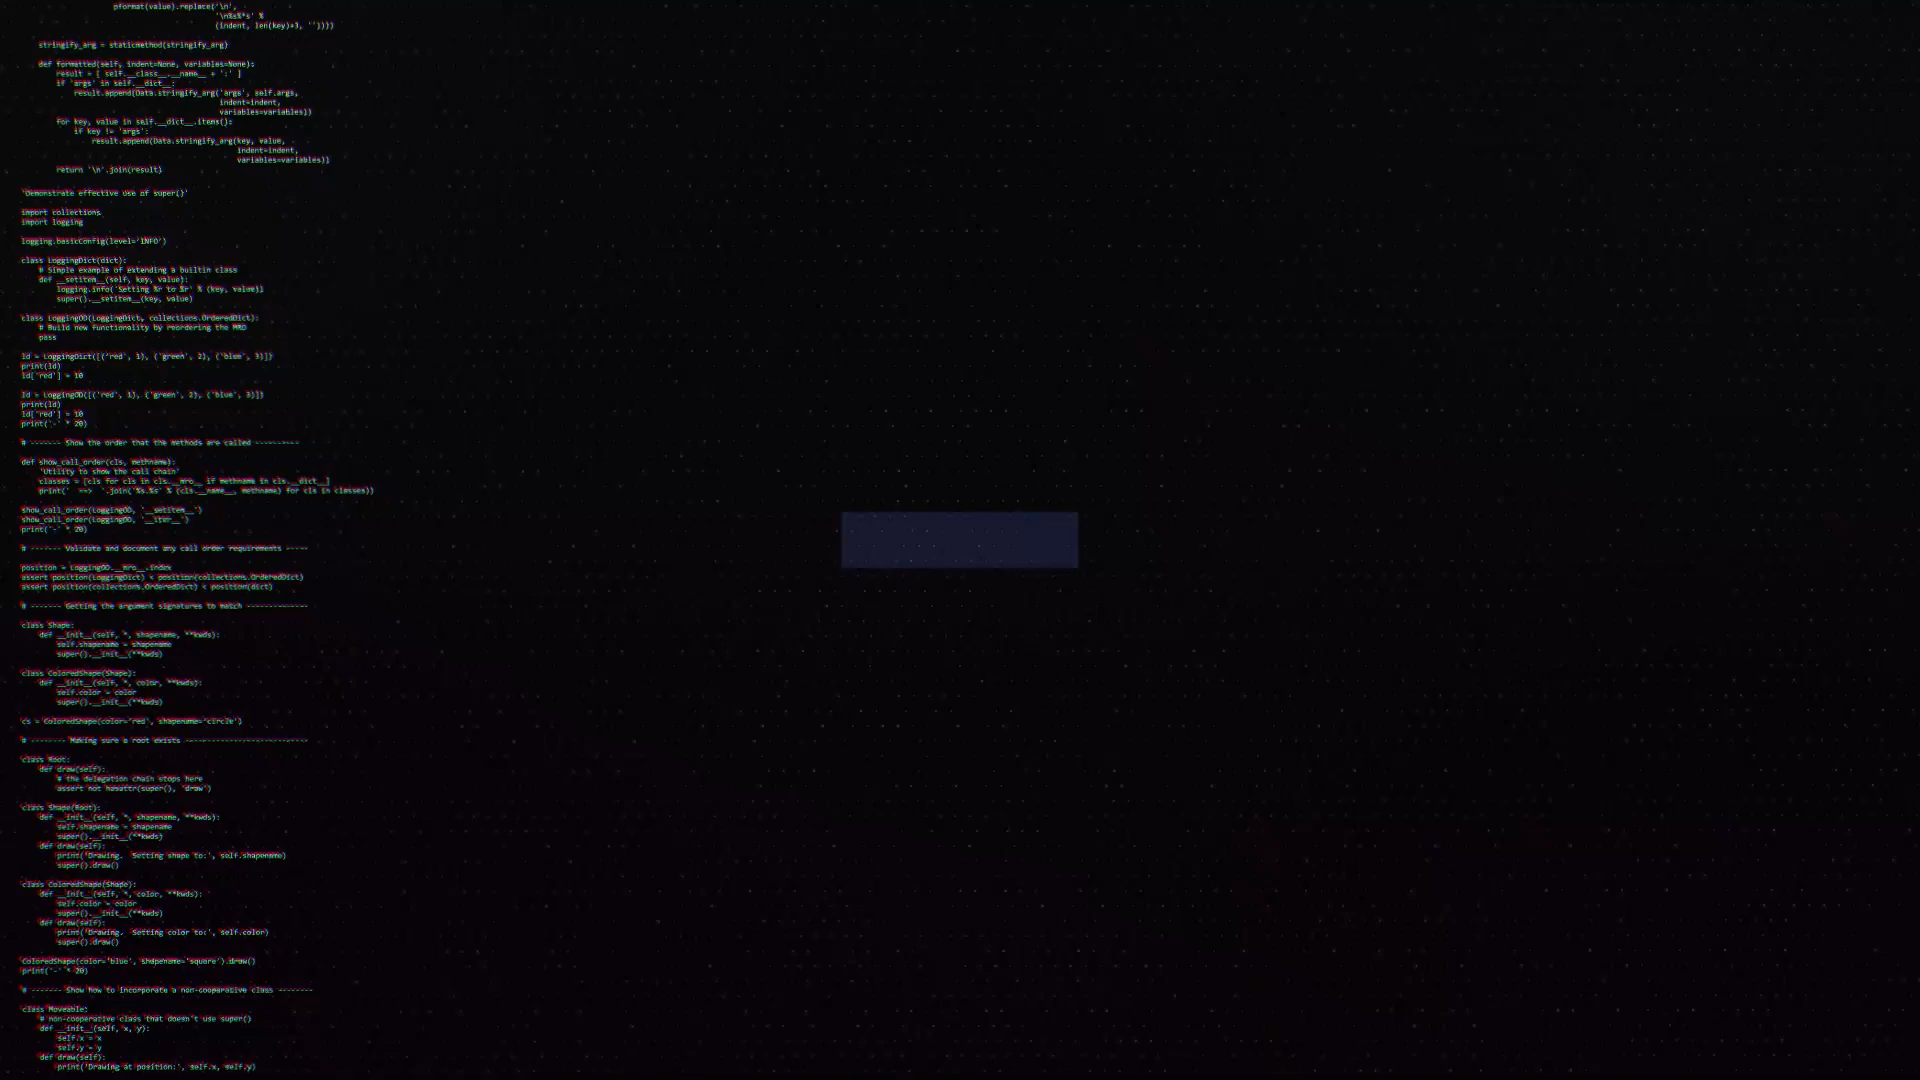 pformat(value).replace('\n',
'\n%s%*s' %
(indent, len(key)+3, ''))))
stringify_arg = staticmethod(stringify_arg)
def formatted(self, indent=None, variables=None):
result = [ self.__class__.__name__ + ':' ]
if 'args' in self.__dict__:
result.append(Data.stringify_arg('args', self.args,
indent=indent,
variables=variables))
for key, value in self.__dict__.items():
if key != 'args':
result.append(Data.stringify_arg(key, value,
indent=indent,
variables=variables))
return '\n'.join(result)
'Demonstrate effective use of super()'
import collections
import logging
logging.basicConfig(level='INFO')
class LoggingDict(dict):
# Simple example of extending a builtin class
def __setitem__(self, key, value):
logging.info('Setting %r to %r' % (key, value))
super().__setitem__(key, value)
class LoggingOD(LoggingDict, collections.OrderedDict):
# Build new functionality by reordering the MRO
pass
ld = LoggingDict([('red', 1), ('green', 2), ('blue', 3)])
print(ld)
ld['red'] = 10
ld = LoggingOD([('red', 1), ('green', 2), ('blue', 3)])
print(ld)
ld['red'] = 10
print('-' * 20)
# ------- Show the order that the methods are called ----------
def show_call_order(cls, methname):
'Utility to show the call chain'
classes = [cls for cls in cls.__mro__ if methname in cls.__dict__]
print('  ==>  '.join('%s.%s' % (cls.__name__, methname) for cls in classes))
show_call_order(LoggingOD, '__setitem__')
show_call_order(LoggingOD, '__iter__')
print('-' * 20)
# ------- Validate and document any call order requirements -----
position = LoggingOD.__mro__.index
assert position(LoggingDict) < position(collections.OrderedDict)
assert position(collections.OrderedDict) < position(dict)
# ------- Getting the argument signatures to match --------------
class Shape:
def __init__(self, *, shapename, **kwds):
self.shapename = shapename
super().__init__(**kwds)
class ColoredShape(Shape):
def __init__(self, *, color, **kwds):
self.color = color
super().__init__(**kwds)
cs = ColoredShape(color='red', shapename='circle')
# -------- Making sure a root exists ----------------------------
class Root:
def draw(self):
# the delegation chain stops here
assert not hasattr(super(), 'draw')
class Shape(Root):
def __init__(self, *, shapename, **kwds):
self.shapename = shapename
super().__init__(**kwds)
def draw(self):
print('Drawing.  Setting shape to:', self.shapename)
super().draw()
class ColoredShape(Shape):
def __init__(self, *, color, **kwds):
self.color = color
super().__init__(**kwds)
def draw(self):
print('Drawing.  Setting color to:', self.color)
super().draw()
ColoredShape(color='blue', shapename='square').draw()
print('-' * 20)
# ------- Show how to incorporate a non-cooperative class --------
class Moveable:
# non-cooperative class that doesn't use super()
def __init__(self, x, y):
self.x = x
self.y = y
def draw(self):
print('Drawing at position:', self.x, self.y)